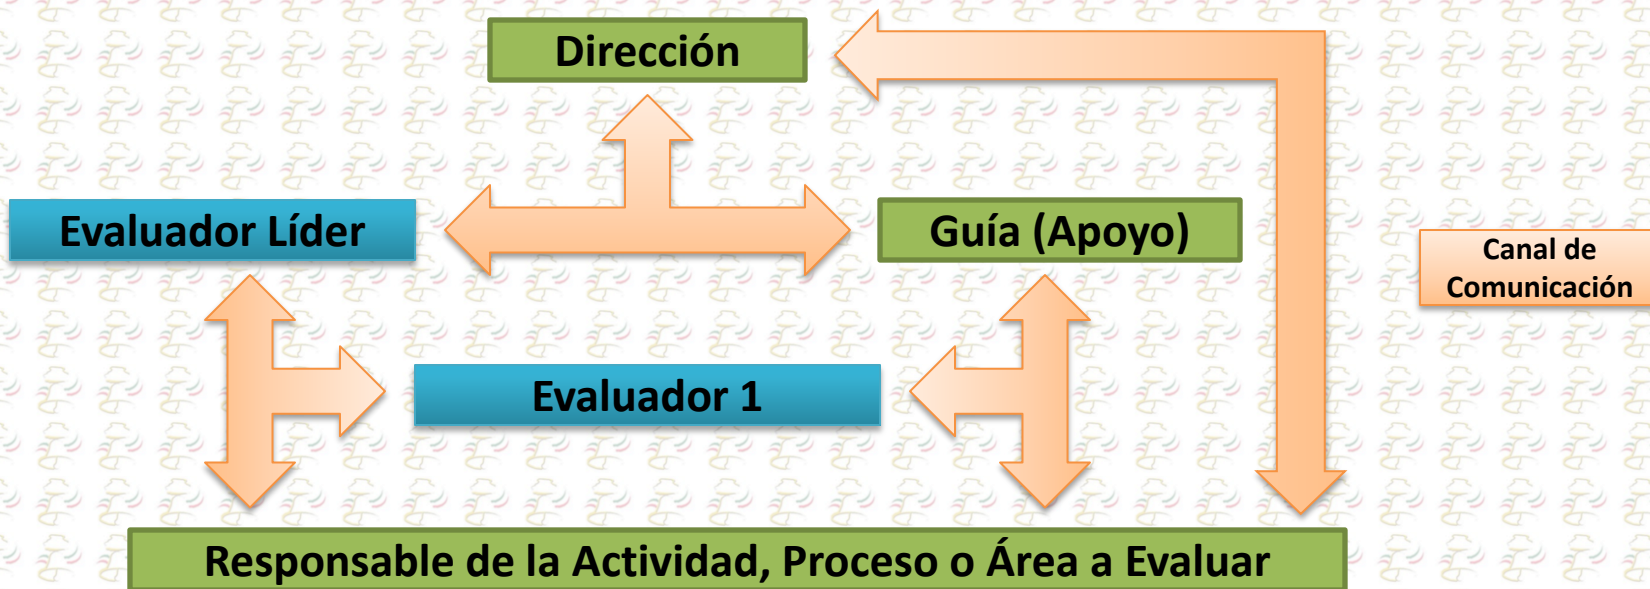 Dirección
Evaluador Líder
Guía (Apoyo)
Canal de
Comunicación
Evaluador 1
Responsable de la Actividad, Proceso o Área a Evaluar